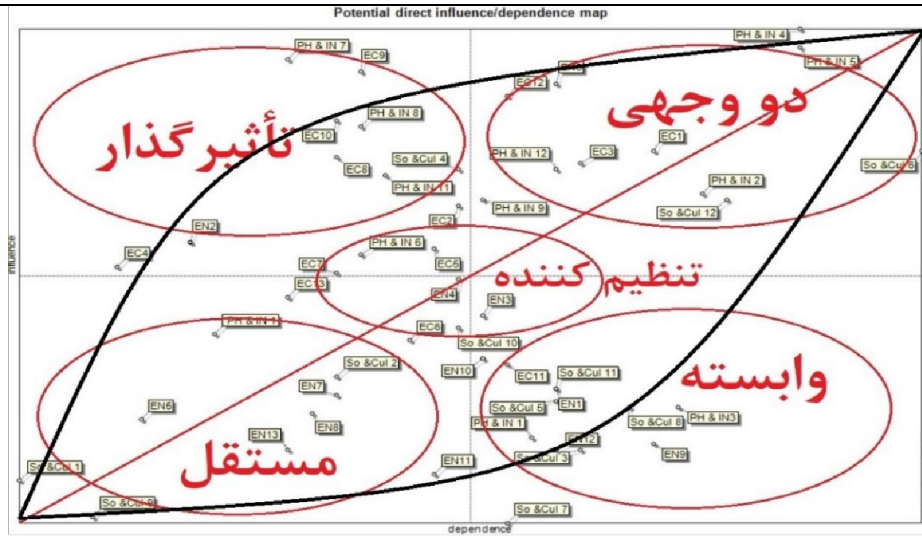 Potential direct influence/dependence map
PH & IN 4
PH & IN 7
EC9
PH & IN 5
EC12
دو وجهی
PH & IN 8
تأثیرگذار
EC10
EC1
So &Cul 4
PH & IN 12
EC3
So &Cul 6
EC8
PH & IN 11
PH & IN 2
PH & IN 9
So &Cul 12
EC2
EN2
PH & IN 6
EC4
EC7
EC5
تنظیم کننده
influence
EC13
EN4
EN3
EC6
So &Cul 10
So &Cul 2
EN10
EC11
So &Cul 11
وابسته
EN7
EN5
So &Cul 5
EN1
EN8
PH & IN 1
So &Cul 8
PH & IN3
EN13
EN12
So &Cul 3
EN9
مستقل
EN11
So &Cul 1
So &Cul 9
So &Cul 7
dependence